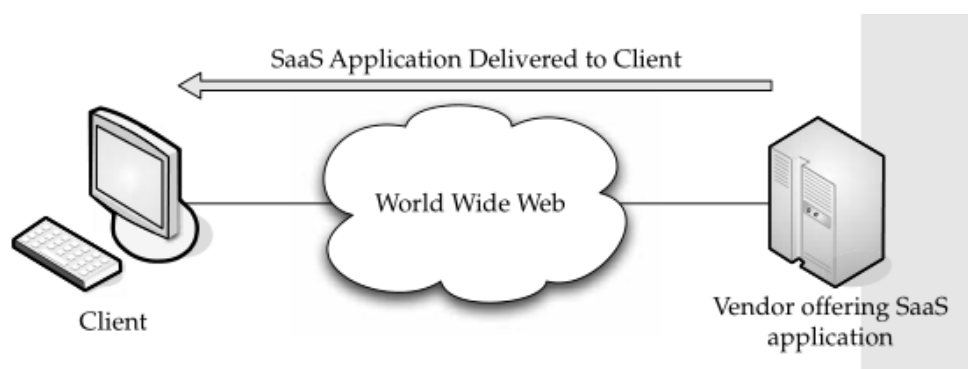 SaaS Application Delivered to Client
World Wide Web
Client
Vendor offering SaaS
application